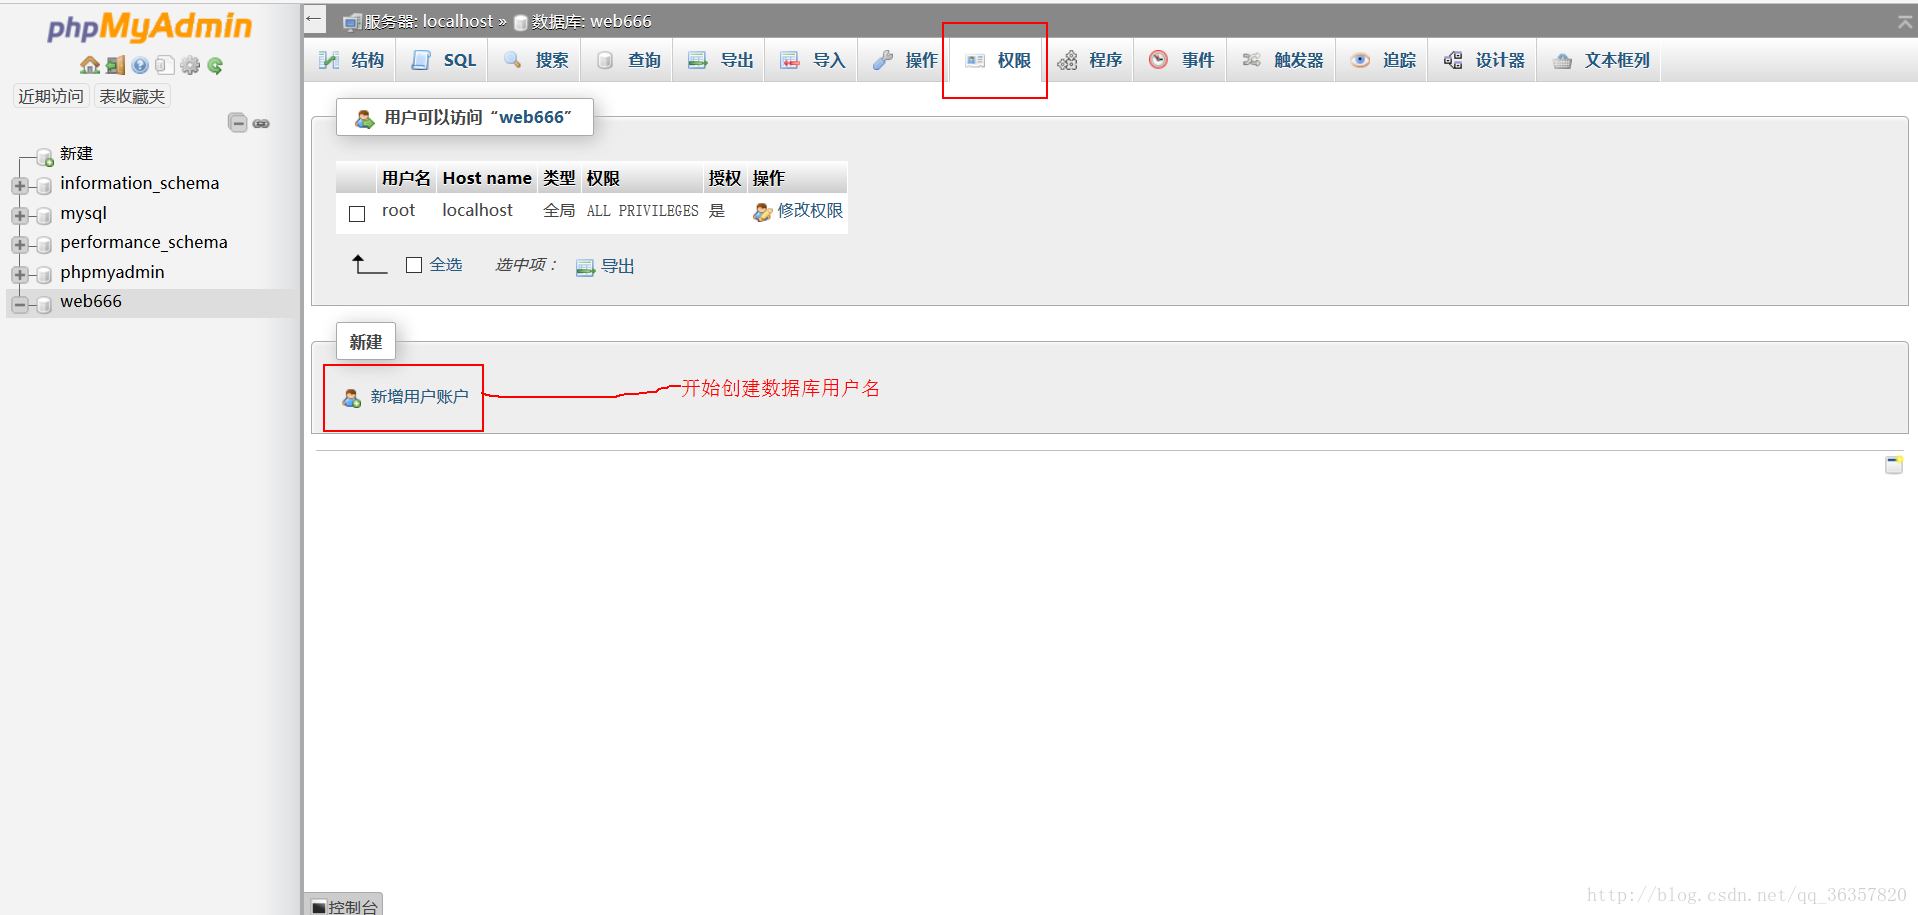 phpMyAdmin
近期访问 表收藏夹
新建
information_schema
mysql
performance_schema
phpmyadmin
web666
服务器: localhost » 数据库: web666
结构 SQL 搜索 查询 导出 导入 操作 权限 程序 事件 触发器 追踪 设计器 文本框列
用户可以访问 “web666”
用户名 Host name 类型 权限 授权 操作
root localhost 全局 ALL PRIVILEGES 是 修改权限
全选 选中项： 导出
新建
新增用户账户 开始创建数据库用户名
控制台
http://blog.csdn.net/qq_36357820